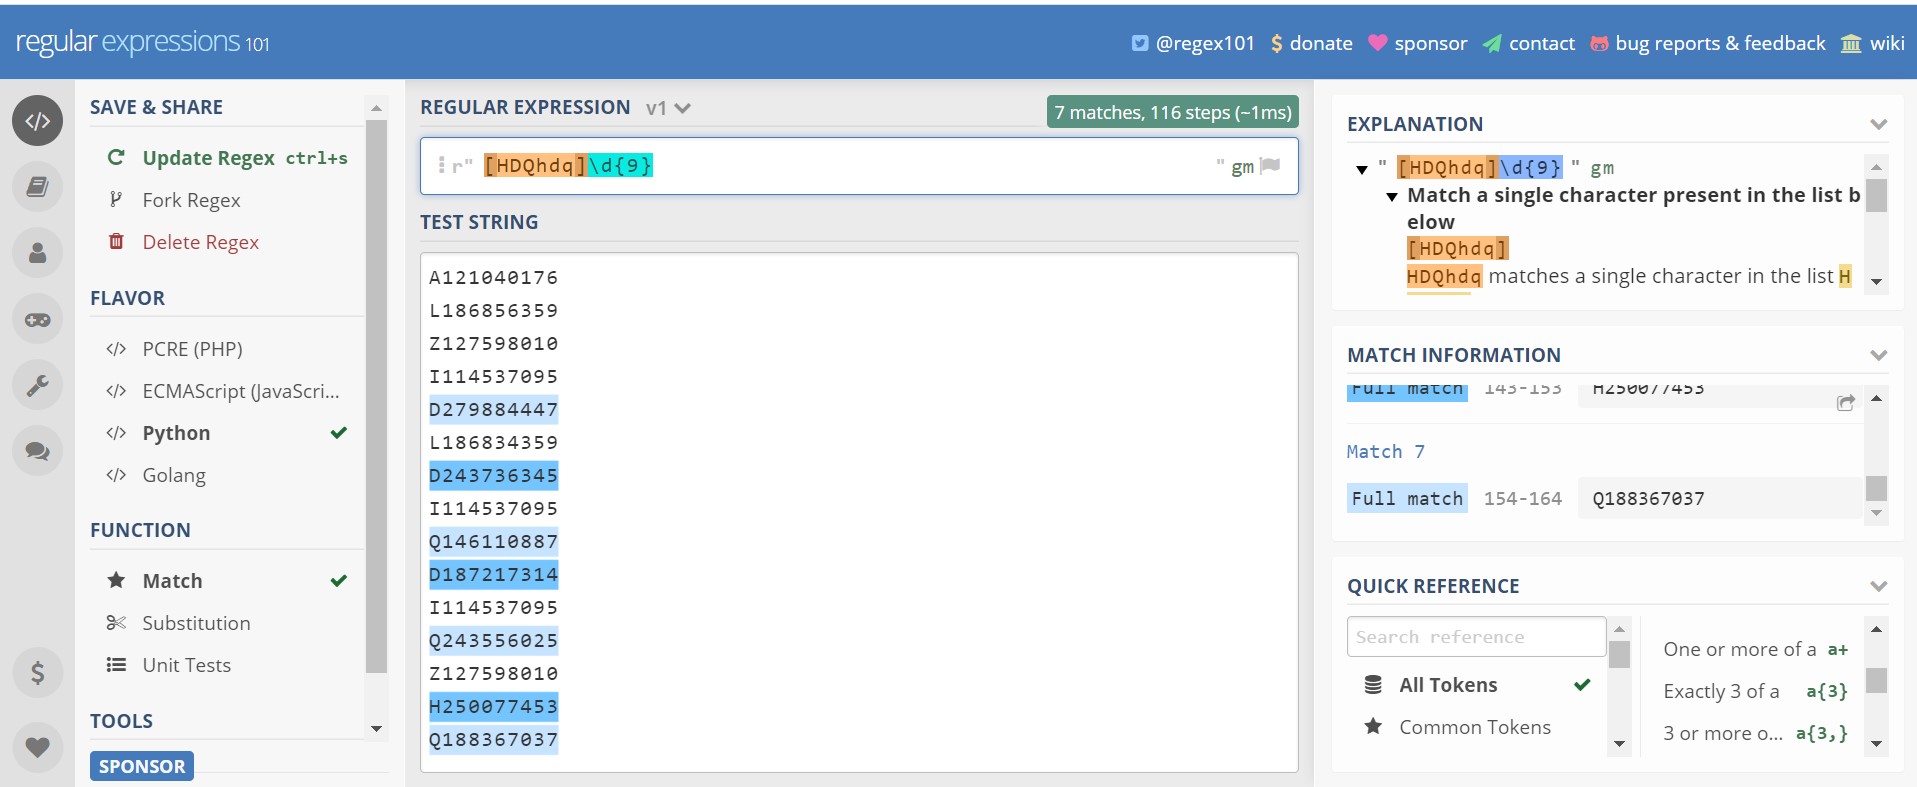 regular expressions 101
@regex101 $ donate sponsor contact bug reports & feedback wiki
SAVE & SHARE
Update Regex ctrl+s
Fork Regex
Delete Regex
FLAVOR
</> PCRE (PHP)
</> ECMAScript (JavaScri...
</> Python
</> Golang
FUNCTION
Match
Substitution
Unit Tests
TOOLS
SPONSOR
REGULAR EXPRESSION v1
7 matches, 116 steps (~1ms)
r" [HDQhdq]\d{9} " gm
TEST STRING
A121040176
L186856359
Z127598010
I114537095
D279884447
L186834359
D243736345
I114537095
Q146110887
D187217314
I114537095
Q243556025
Z127598010
H250077453
Q188367037
EXPLANATION
" [HDQhdq]\d{9} " gm
Match a single character present in the list b
elow
[HDQhdq]
HDQhdq matches a single character in the list H
MATCH INFORMATION
Full match 143-153 H250077453
Match 7
Full match 154-164 Q188367037
QUICK REFERENCE
Search reference
All Tokens
Common Tokens
One or more of a a+
Exactly 3 of a a{3}
3 or more o... a{3,}